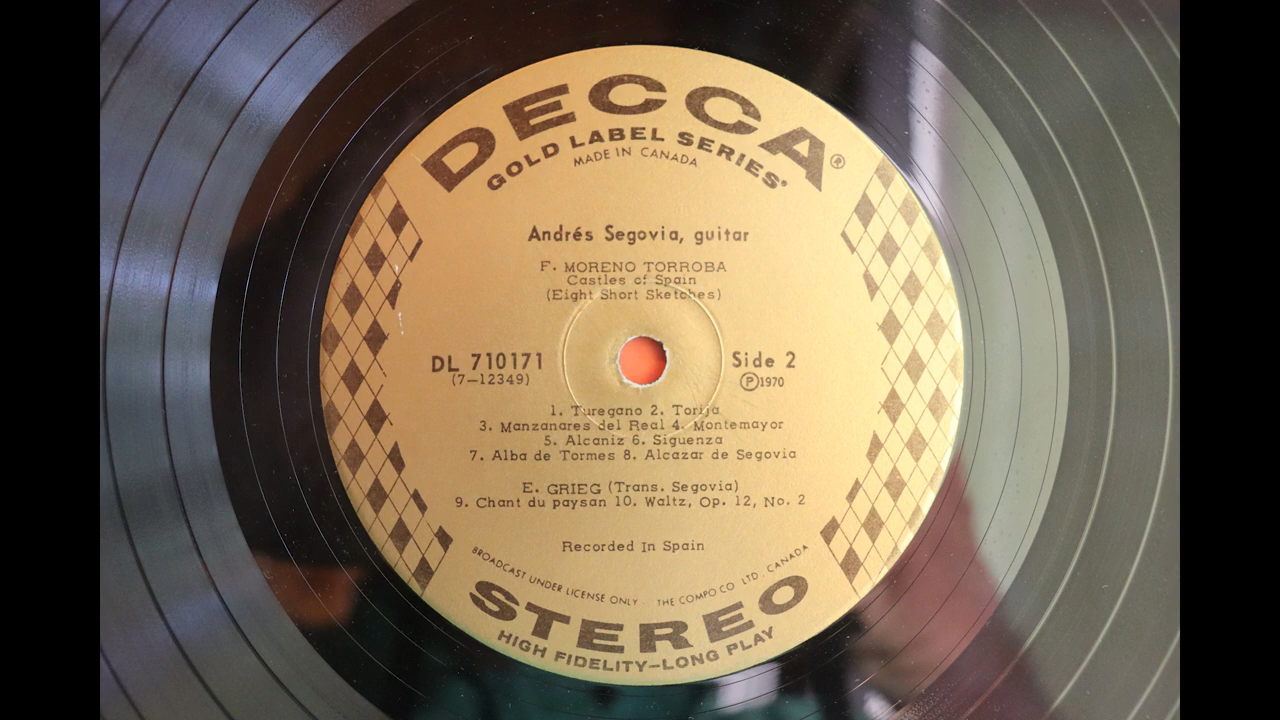 DECCA®
GOLD LABEL SERIES'
MADE IN CANADA
Andrés Segovia, guitar
F. MORENO TORROBA
Castles of Spain
(Eight Short Sketches)
DL 710171
(7-12349)
Side 2
℗1970
1. Turegano 2. Torija
3. Manzanares del Real 4. Montemayor
5. Alcaniz 6. Siguenza
7. Alba de Tormes 8. Alcazar de Segovia
E. GRIEG (Trans. Segovia)
9. Chant du paysan 10. Waltz, Op. 12, No. 2
Recorded In Spain
BROADCAST UNDER LICENSE ONLY. THE COMPO CO. LTD. CANADA
STEREO
HIGH FIDELITY-LONG PLAY